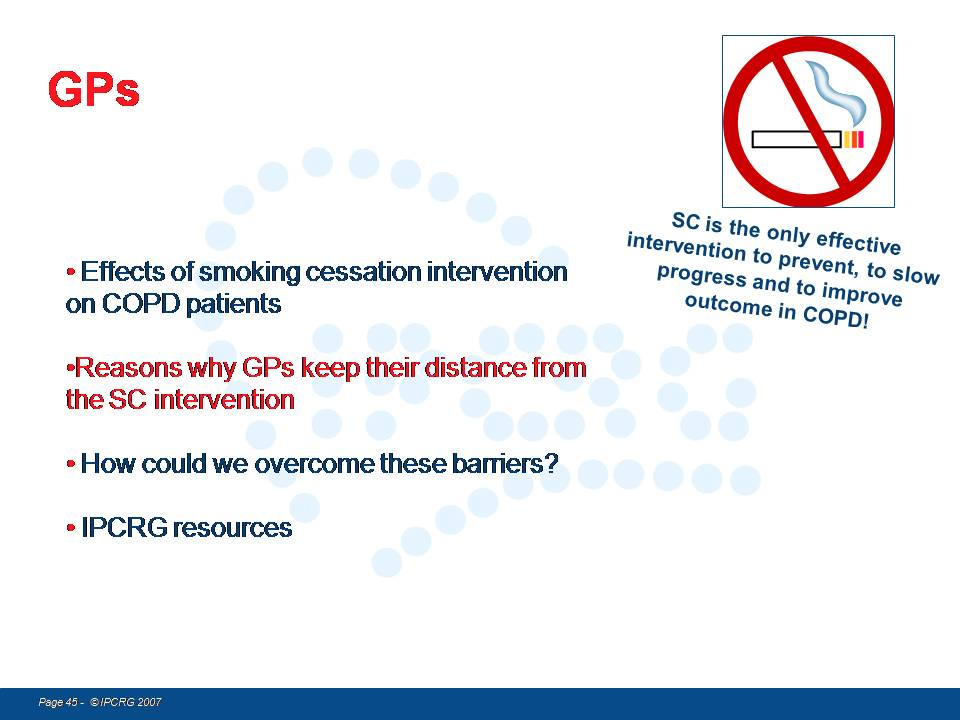 GPs
SC is the only effective
intervention to prevent, to slow
progress and to improve
outcome in COPD!
• Effects of smoking cessation intervention
on COPD patients
•Reasons why GPs keep their distance from
the SC intervention
• How could we overcome these barriers?
• IPCRG resources
Page 45 - © IPCRG 2007